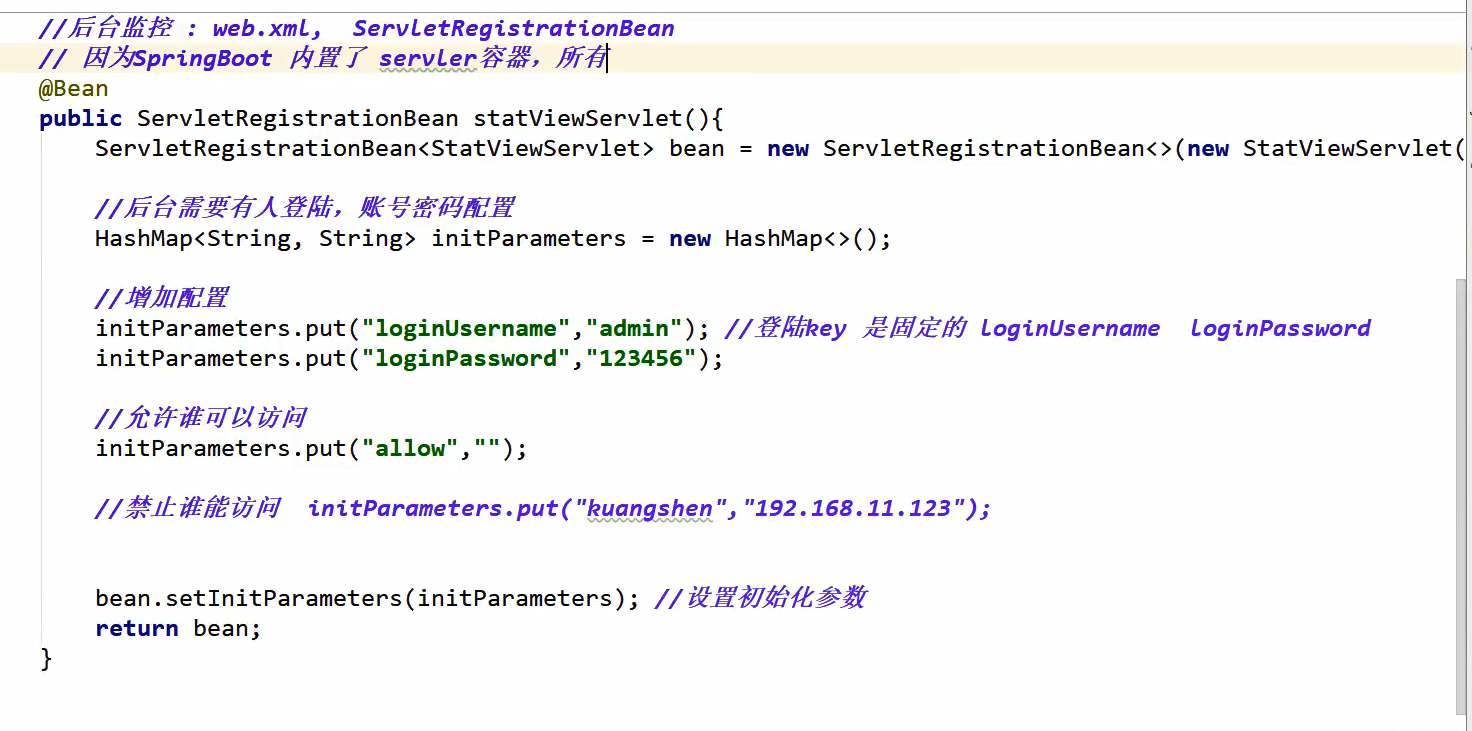 //后台监控 : web.xml, ServletRegistrationBean
// 因为SpringBoot 内置了 servler容器，所有
@Bean
public ServletRegistrationBean statViewServlet(){
ServletRegistrationBean<StatViewServlet> bean = new ServletRegistrationBean<>(new StatViewServlet(
//后台需要有人登陆，账号密码配置
HashMap<String, String> initParameters = new HashMap<>();
//增加配置
initParameters.put("loginUsername","admin"); //登陆key 是固定的 loginUsername loginPassword
initParameters.put("loginPassword","123456");
//允许谁可以访问
initParameters.put("allow","");
//禁止谁能访问 initParameters.put("kuangshen","192.168.11.123");
bean.setInitParameters(initParameters); //设置初始化参数
return bean;
}